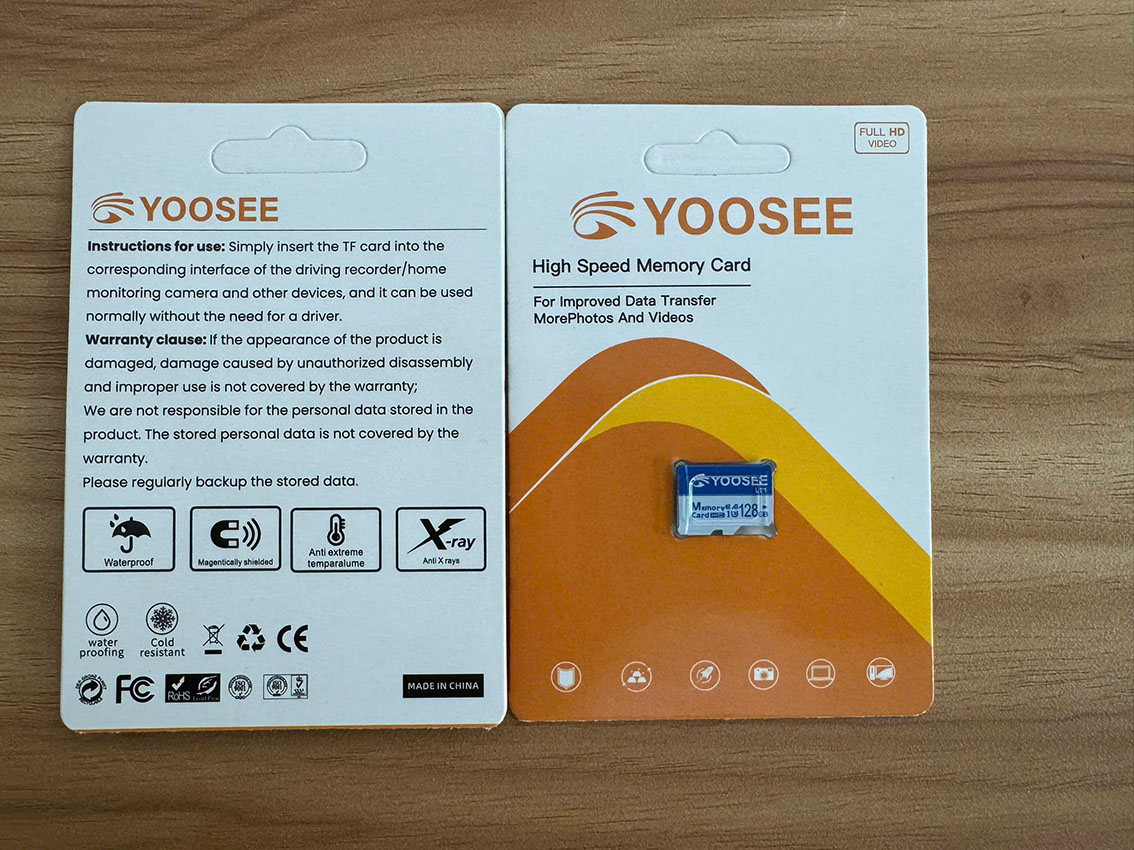 YOOSEE
Instructions for use: Simply insert the TF card into the
corresponding interface of the driving recorder/home
monitoring camera and other devices, and it can be used
normally without the need for a driver.
Warranty clause: If the appearance of the product is
damaged, damage caused by unauthorized disassembly
and improper use is not covered by the warranty;
We are not responsible for the personal data stored in the
product. The stored personal data is not covered by the
warranty.
Please regularly backup the stored data.
Waterproof
Magentically shielded
Anti extreme
temparalume
X-ray
Anti X rays
water
proofing
Cold
resistant
CE
FC
RoHS
MADE IN CHINA
FULL HD
VIDEO
YOOSEE
High Speed Memory Card
For Improved Data Transfer
MorePhotos And Videos
YOOSEE
Memory
Card
128
GB